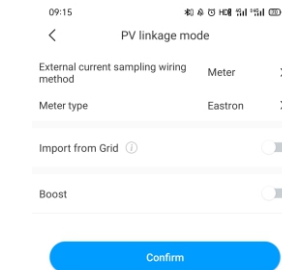 09:15
PV linkage mode
External current sampling wiring
method
Meter
Meter type
Eastron
Import from Grid
Boost
Confirm